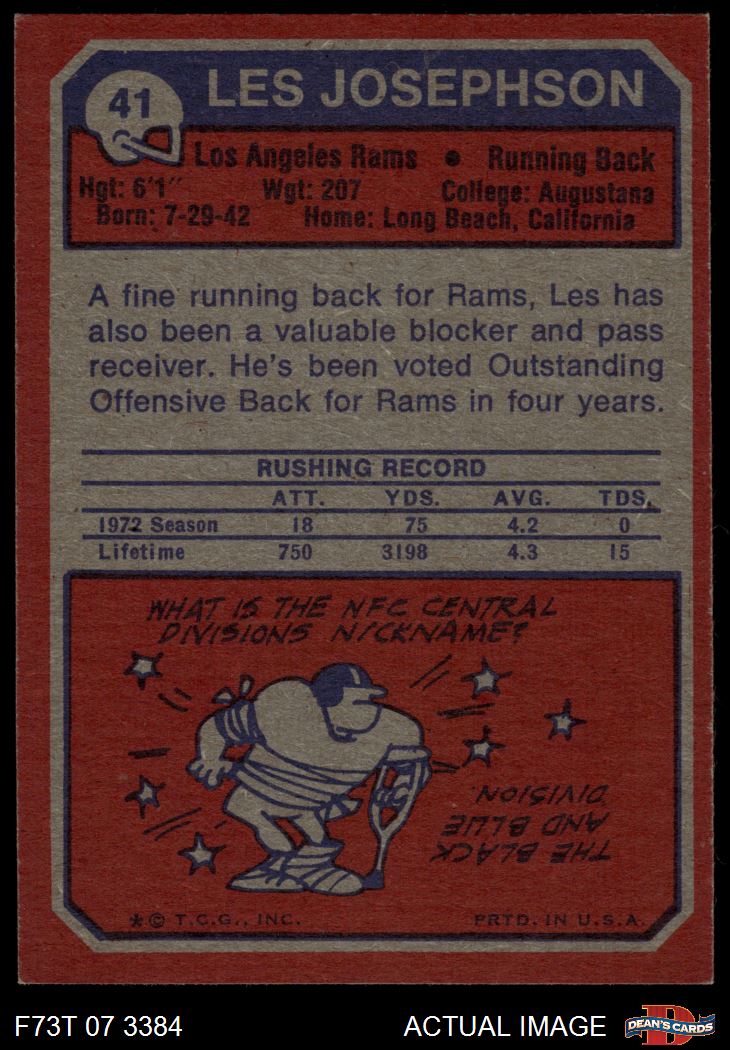 41
LES JOSEPHSON
Los Angeles Rams • Running Back
Hgt: 6'1" Wgt: 207 College: Augustana
Born: 7-29-42 Home: Long Beach, California
A fine running back for Rams, Les has
also been a valuable blocker and pass
receiver. He's been voted Outstanding
Offensive Back for Rams in four years.
RUSHING RECORD
ATT. YDS. AVG. TDS.
1972 Season 18 75 4.2 0
Lifetime 750 3198 4.3 15
WHAT IS THE NFC CENTRAL
DIVISIONS NICKNAME?
THE BLACK
AND BLUE
DIVISION.
* © T.C.G., INC. PRTD. IN U.S.A.
F73T 07 3384 ACTUAL IMAGE
D
DEAN'S CARDS